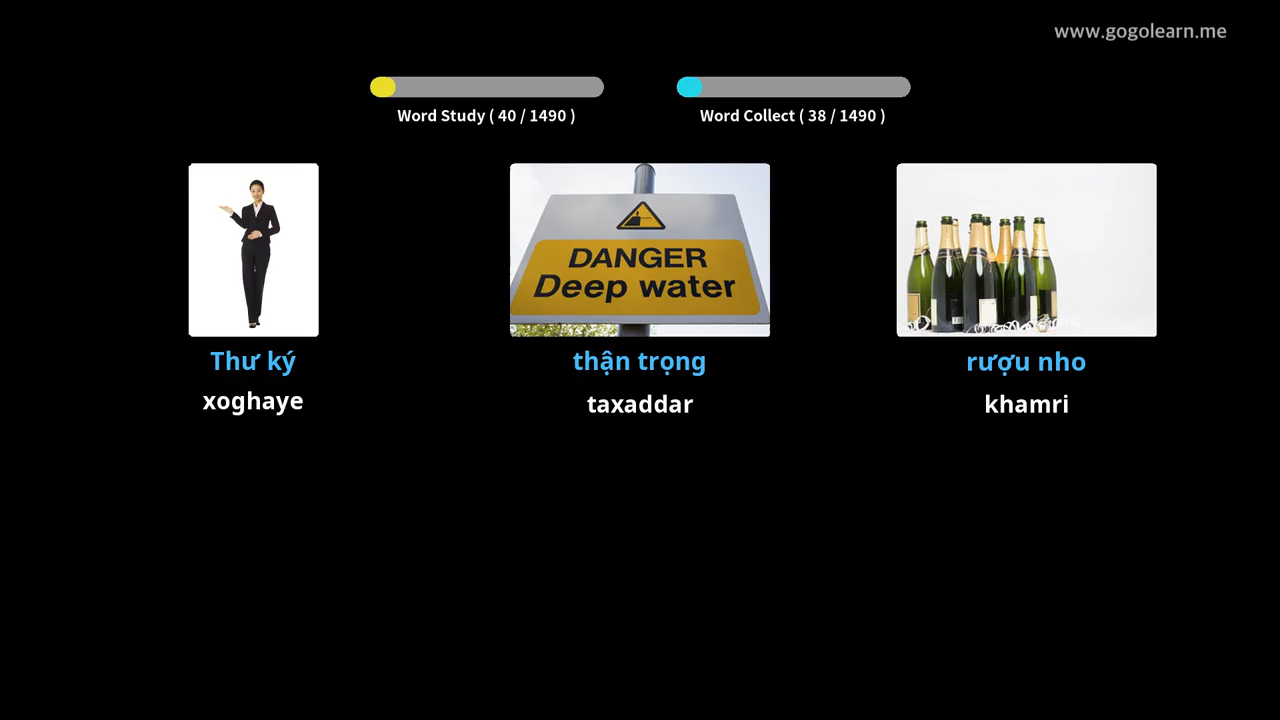 www.gogolearn.me
Word Study ( 40 / 1490 )
Word Collect ( 38 / 1490 )
DANGER
Deep water
Thư ký
thận trọng
rượu nho
xoghaye
taxaddar
khamri